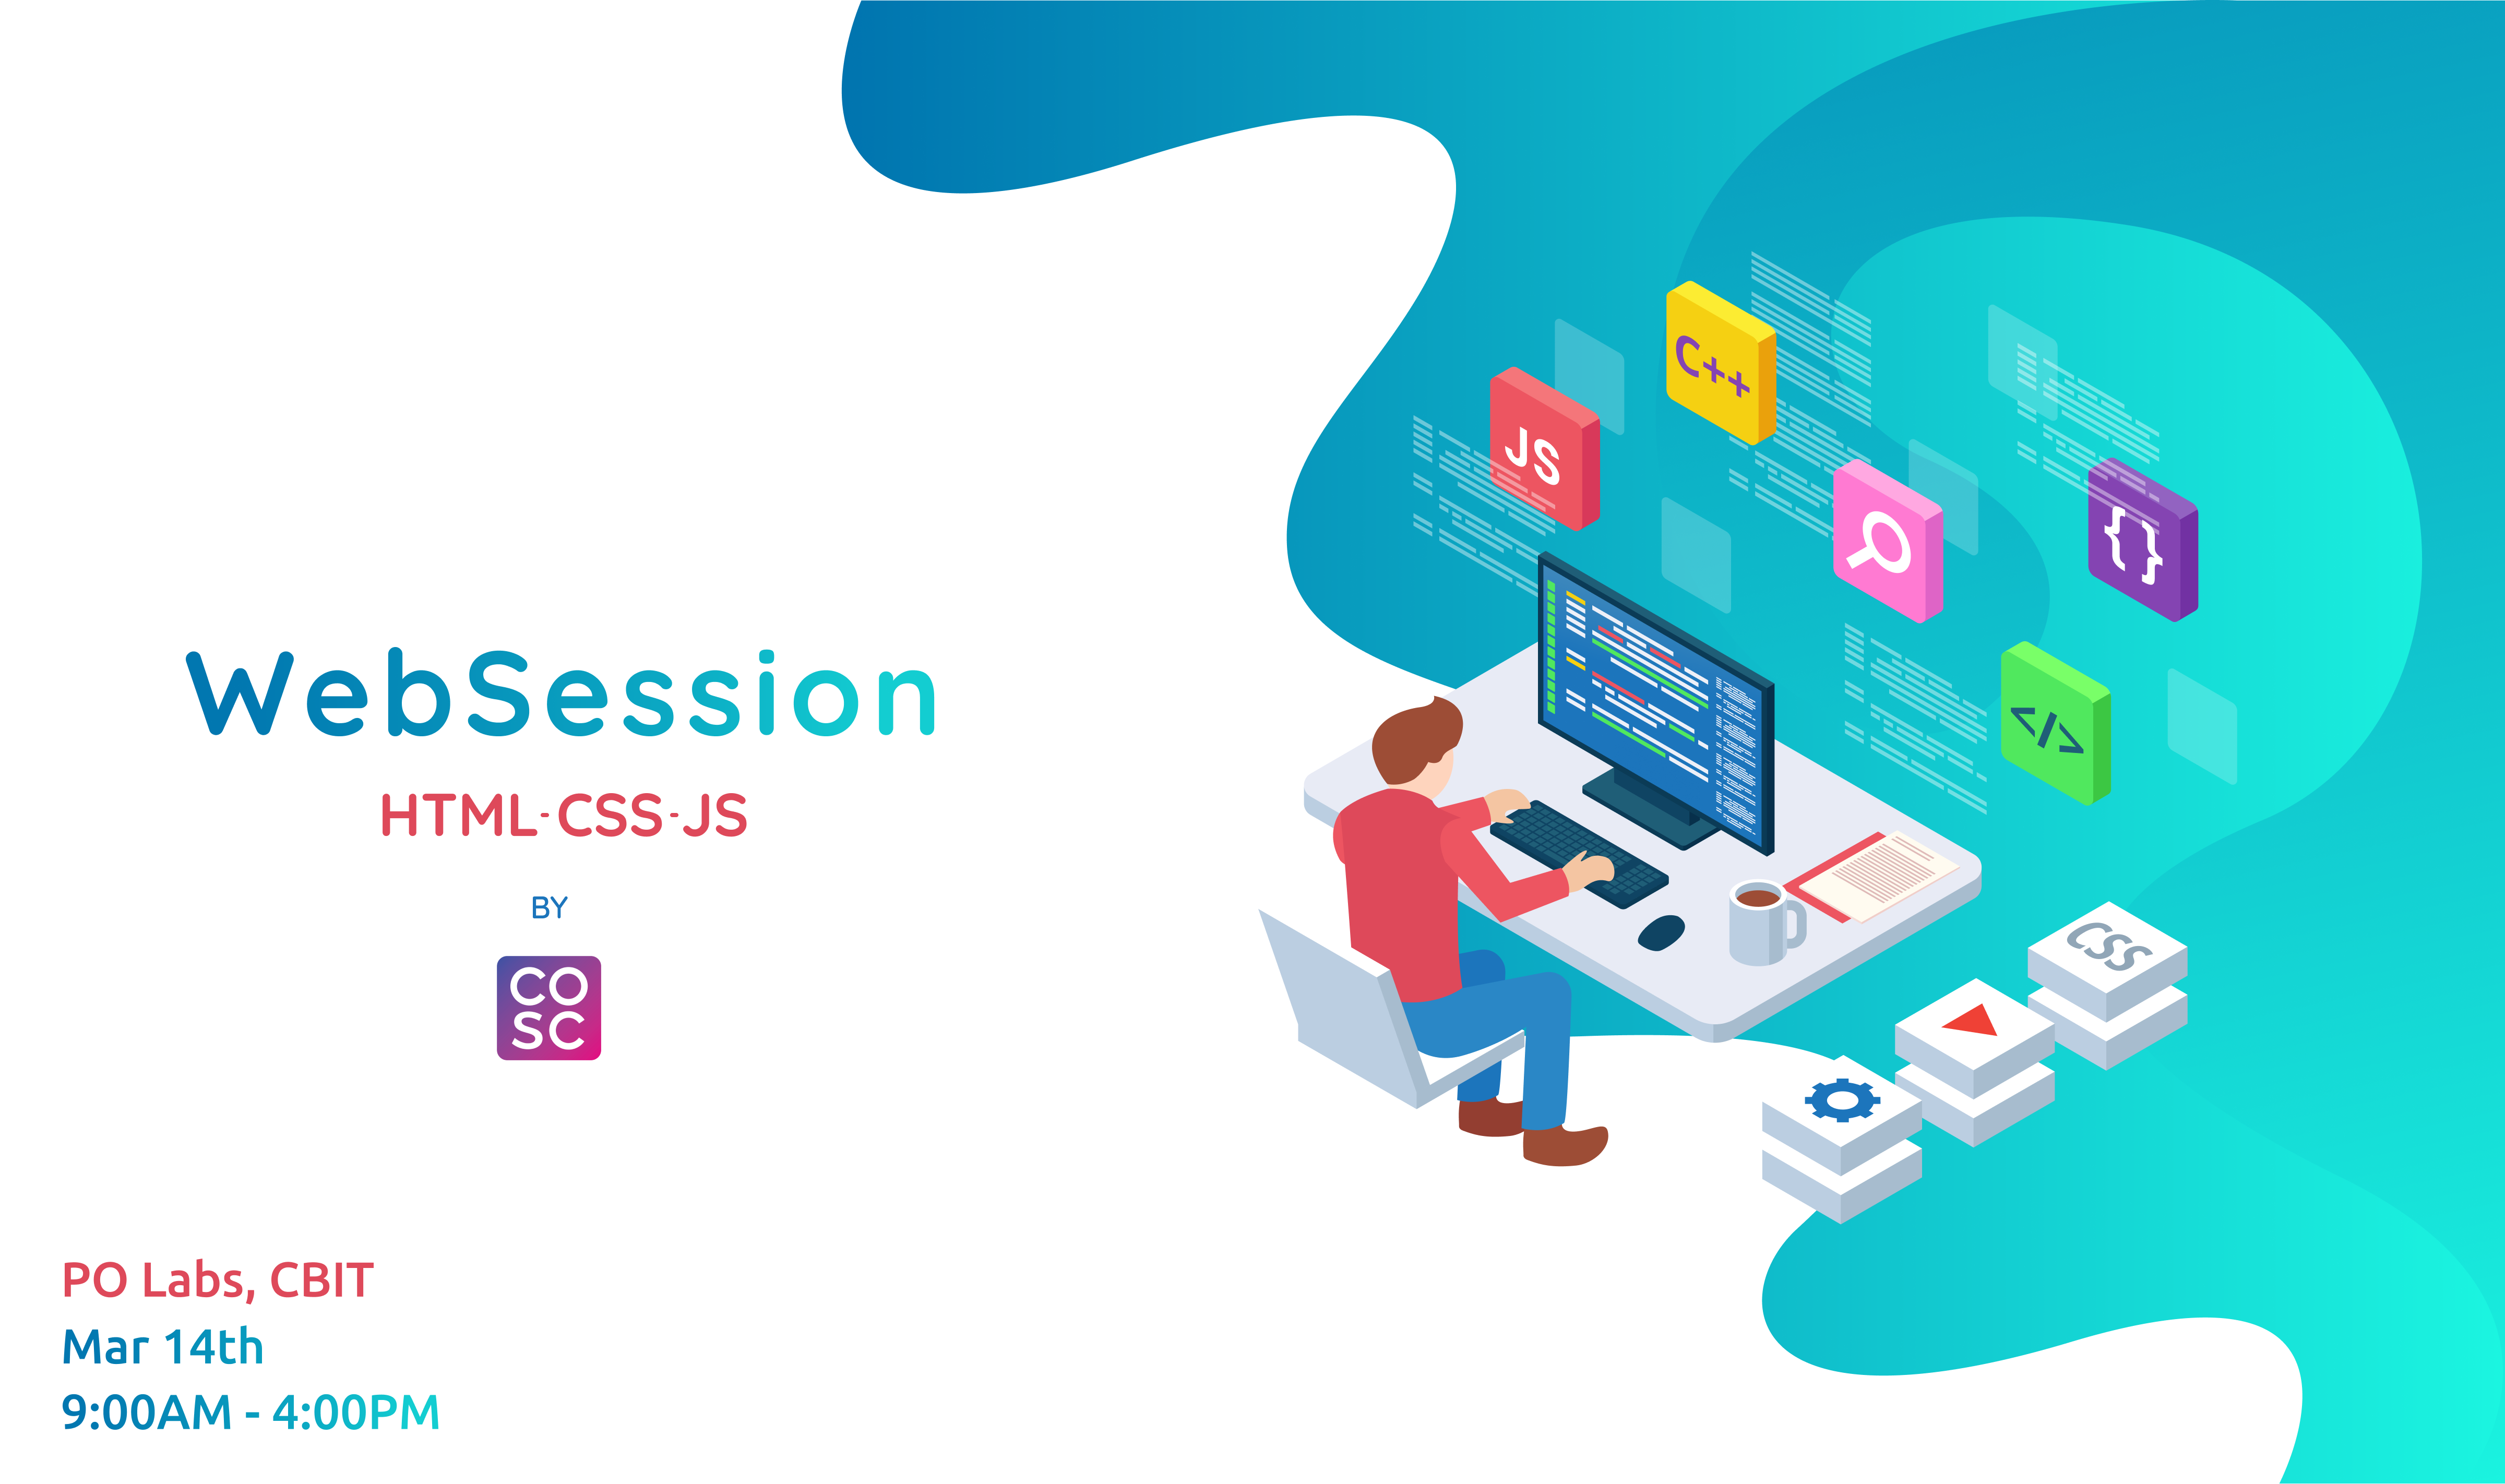 WebSession
HTML-CSS-JS
BY
CO
SC
PO Labs, CBIT
Mar 14th
9:00AM - 4:00PM
C++
JS
{ }
</>
CSS